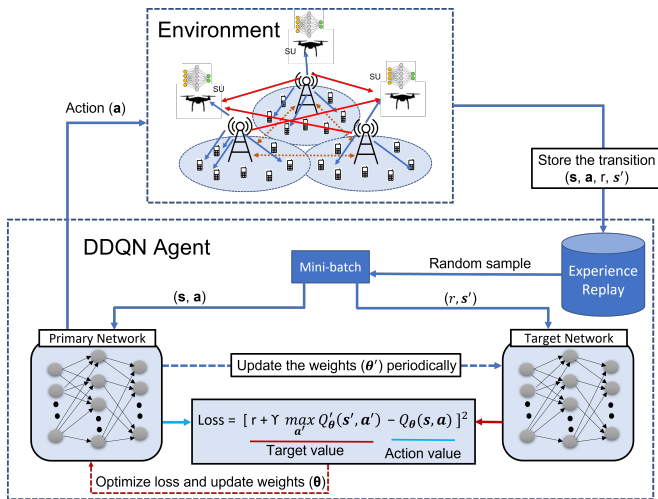 Environment
SU
SU
SU
Action (a)
Store the transition
(s, a, r, s′)
DDQN Agent
Mini-batch
Random sample
Experience
Replay
(s, a)
(r, s′)
Primary Network
Target Network
Update the weights (θ′) periodically
Loss = [ r + ϒ max Q′θ(s′, a′) − Qθ(s, a) ]²
a′
Target value
Action value
Optimize loss and update weights (θ)